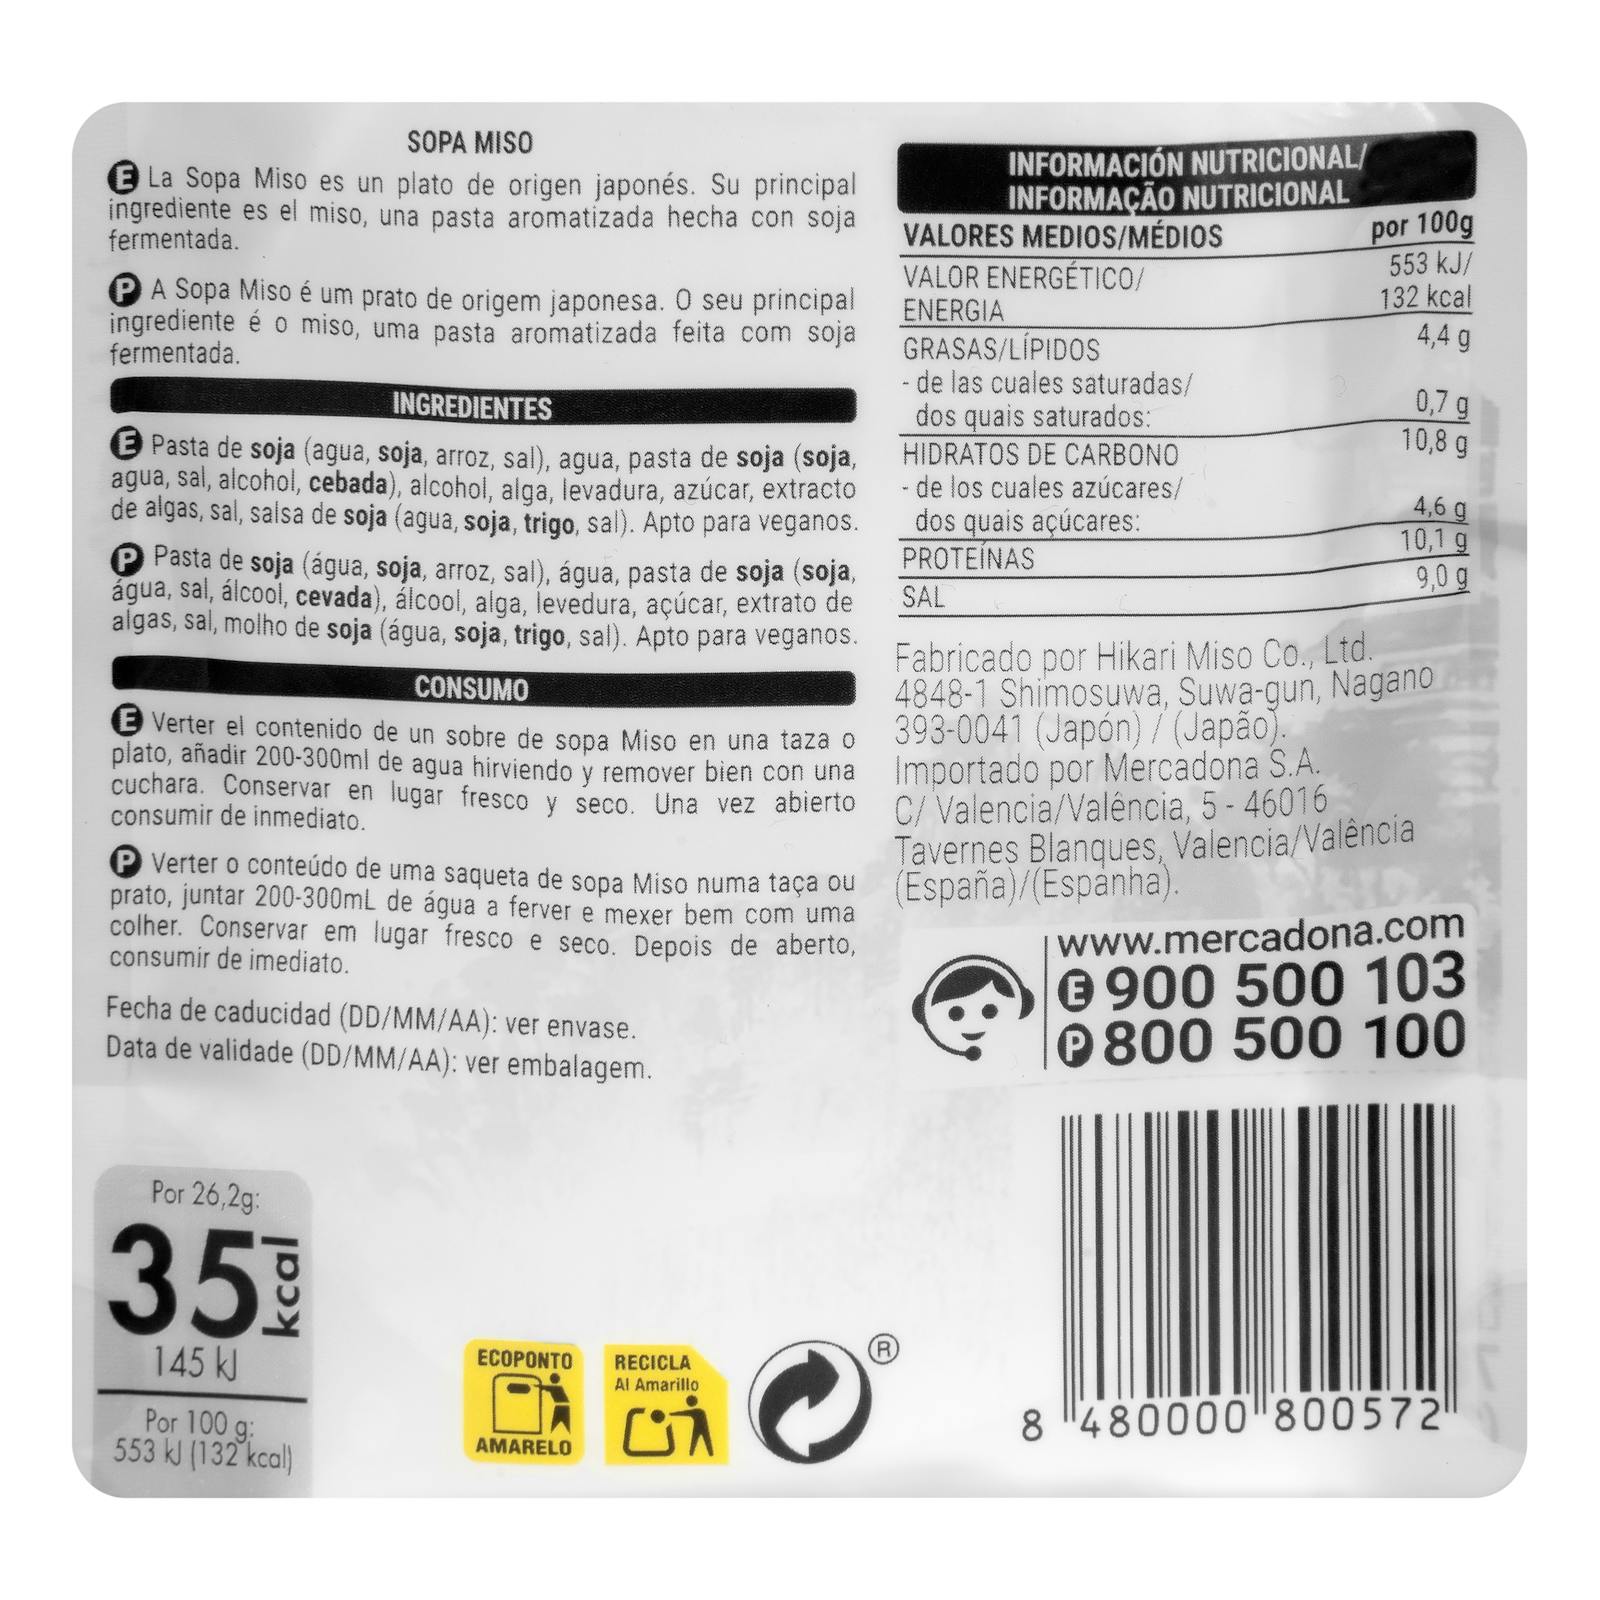 SOPA MISO
E La Sopa Miso es un plato de origen japonés. Su principal
ingrediente es el miso, una pasta aromatizada hecha con soja
fermentada.
P A Sopa Miso é um prato de origem japonesa. O seu principal
ingrediente é o miso, uma pasta aromatizada feita com soja
fermentada.
INGREDIENTES
E Pasta de soja (agua, soja, arroz, sal), agua, pasta de soja (soja,
agua, sal, alcohol, cebada), alcohol, alga, levadura, azúcar, extracto
de algas, sal, salsa de soja (agua, soja, trigo, sal). Apto para veganos.
P Pasta de soja (água, soja, arroz, sal), água, pasta de soja (soja,
água, sal, álcool, cevada), álcool, alga, levedura, açúcar, extrato de
algas, sal, molho de soja (água, soja, trigo, sal). Apto para veganos.
CONSUMO
E Verter el contenido de un sobre de sopa Miso en una taza o
plato, añadir 200-300ml de agua hirviendo y remover bien con una
cuchara. Conservar en lugar fresco y seco. Una vez abierto
consumir de inmediato.
P Verter o conteúdo de uma saqueta de sopa Miso numa taça ou
prato, juntar 200-300mL de água a ferver e mexer bem com uma
colher. Conservar em lugar fresco e seco. Depois de aberto,
consumir de imediato.
Fecha de caducidad (DD/MM/AA): ver envase.
Data de validade (DD/MM/AA): ver embalagem.
Por 26,2g:
35 kcal
145 kJ
Por 100 g:
553 kJ (132 kcal)
ECOPONTO
AMARELO
RECICLA
Al Amarillo
®
INFORMACIÓN NUTRICIONAL/
INFORMAÇÃO NUTRICIONAL
VALORES MEDIOS/MÉDIOS por 100g
VALOR ENERGÉTICO/ 553 kJ/
ENERGIA 132 kcal
GRASAS/LÍPIDOS 4,4 g
- de las cuales saturadas/
dos quais saturados: 0,7 g
HIDRATOS DE CARBONO 10,8 g
- de los cuales azúcares/
dos quais açúcares: 4,6 g
PROTEÍNAS 10,1 g
SAL 9,0 g
Fabricado por Hikari Miso Co., Ltd.
4848-1 Shimosuwa, Suwa-gun, Nagano
393-0041 (Japón) / (Japão).
Importado por Mercadona S.A.
C/ Valencia/Valência, 5 - 46016
Tavernes Blanques, Valencia/Valência
(España)/(Espanha).
www.mercadona.com
E 900 500 103
P 800 500 100
8 480000 800572